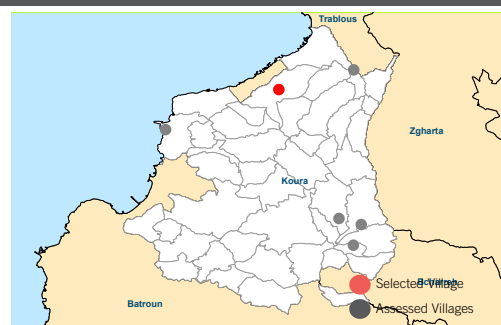 Trablous
Zgharta
Koura
Selected Village
Batroun
Assessed Villages